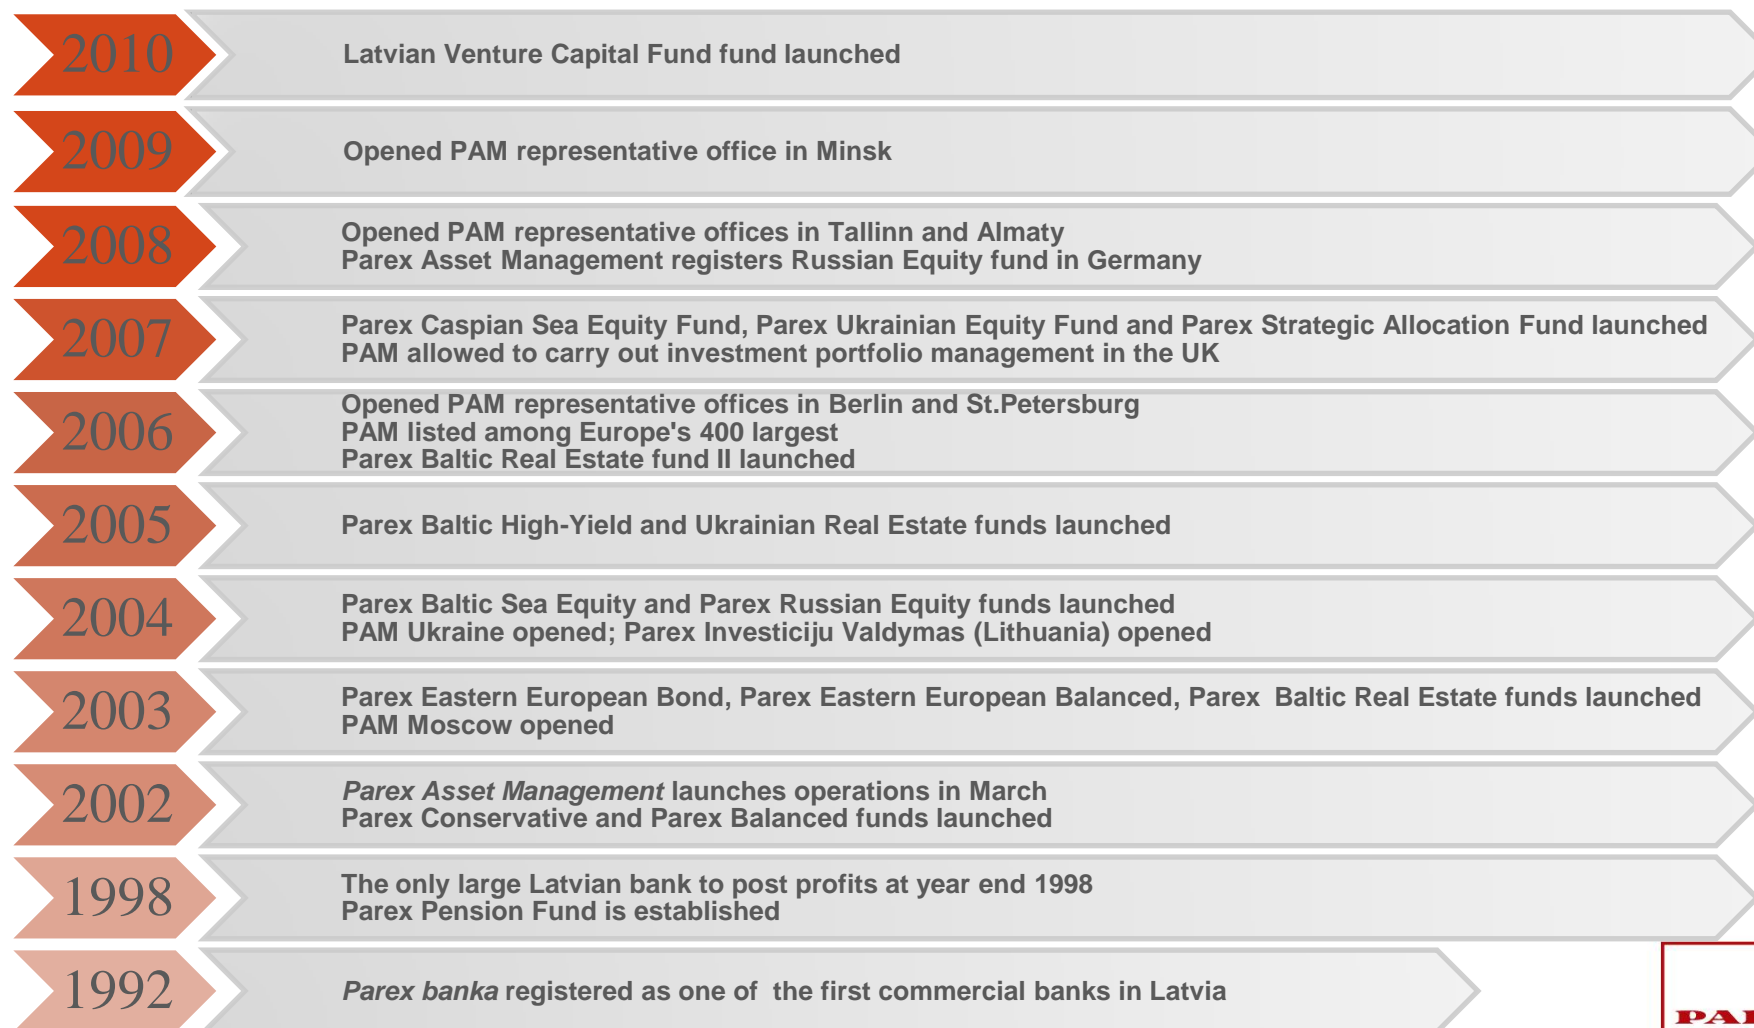 2010
Latvian Venture Capital Fund fund launched
2009
Opened PAM representative office in Minsk
2008
Opened PAM representative offices in Tallinn and Almaty
Parex Asset Management registers Russian Equity fund in Germany
2007
Parex Caspian Sea Equity Fund, Parex Ukrainian Equity Fund and Parex Strategic Allocation Fund launched
PAM allowed to carry out investment portfolio management in the UK
2006
Opened PAM representative offices in Berlin and St.Petersburg
PAM listed among Europe's 400 largest
Parex Baltic Real Estate fund II launched
2005
Parex Baltic High-Yield and Ukrainian Real Estate funds launched
2004
Parex Baltic Sea Equity and Parex Russian Equity funds launched
PAM Ukraine opened; Parex Investiciju Valdymas (Lithuania) opened
2003
Parex Eastern European Bond, Parex Eastern European Balanced, Parex  Baltic Real Estate funds launched
PAM Moscow opened
2002
Parex Asset Management launches operations in March
Parex Conservative and Parex Balanced funds launched
1998
The only large Latvian bank to post profits at year end 1998
Parex Pension Fund is established
1992
Parex banka registered as one of  the first commercial banks in Latvia